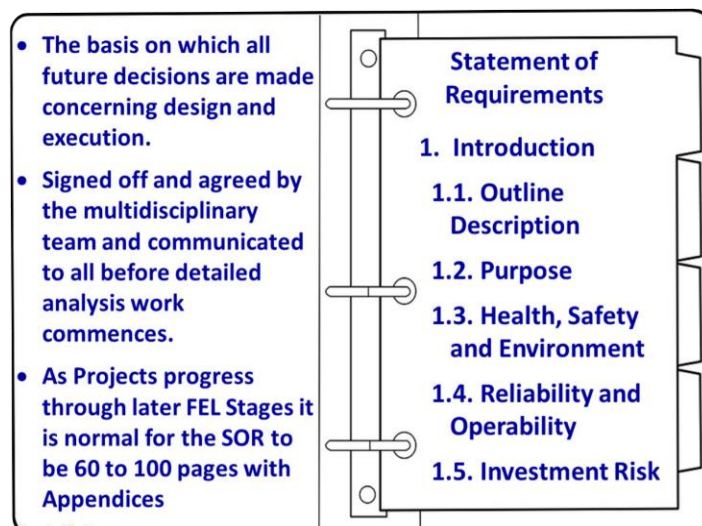 • The basis on which all
future decisions are made
concerning design and
execution.
• Signed off and agreed by
the multidisciplinary
team and communicated
to all before detailed
analysis work
commences.
• As Projects progress
through later FEL Stages it
is normal for the SOR to
be 60 to 100 pages with
Appendices
Statement of
Requirements
1. Introduction
1.1. Outline
Description
1.2. Purpose
1.3. Health, Safety
and Environment
1.4. Reliability and
Operability
1.5. Investment Risk